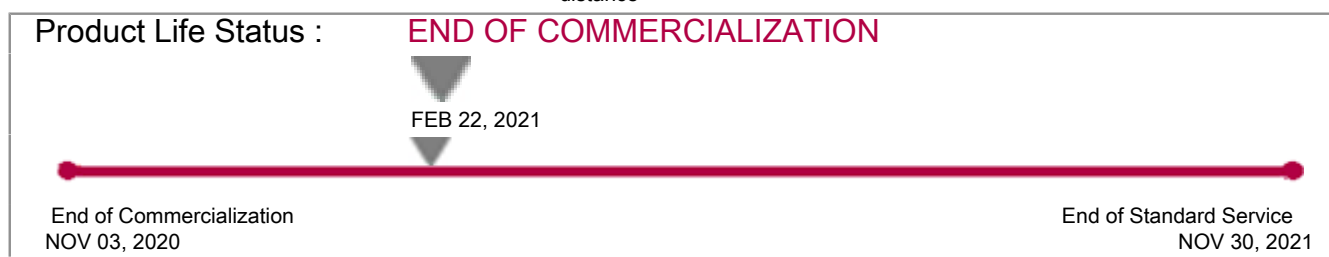 Product Life Status : END OF COMMERCIALIZATION
FEB 22, 2021
End of Commercialization End of Standard Service
NOV 03, 2020 NOV 30, 2021